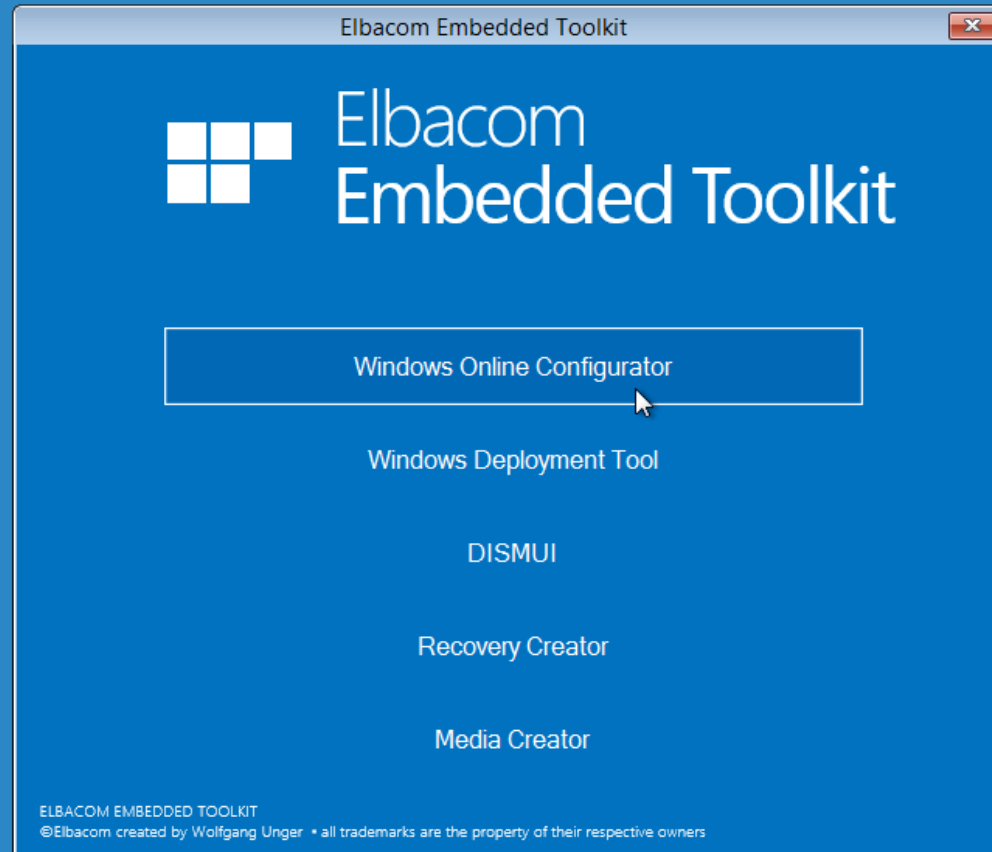 Elbacom Embedded Toolkit
Elbacom
Embedded Toolkit
Windows Online Configurator
Windows Deployment Tool
DISMUI
Recovery Creator
Media Creator
ELBACOM EMBEDDED TOOLKIT
©Elbacom created by Wolfgang Unger • all trademarks are the property of their respective owners